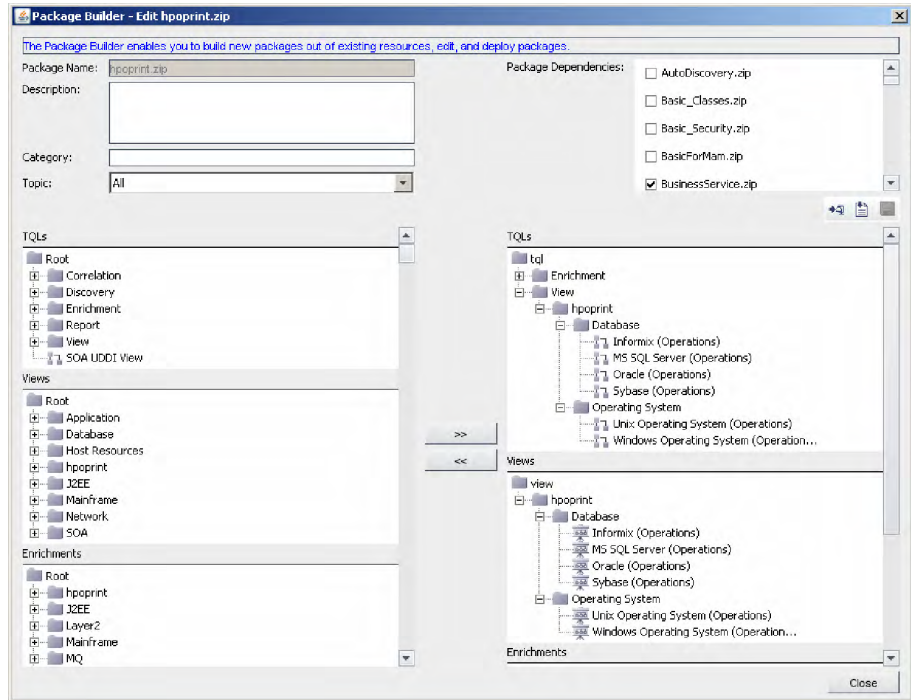 Package Builder - Edit hpoprint.zip
The Package Builder enables you to build new packages out of existing resources, edit, and deploy packages.
Package Name: hpoprint.zip
Description:
Category:
Topic: All
Package Dependencies:
AutoDiscovery.zip
Basic_Classes.zip
Basic_Security.zip
BasicForMam.zip
BusinessService.zip
TQLs
Root
Correlation
Discovery
Enrichment
Report
View
SOA UDDI View
Views
Root
Application
Database
Host Resources
hpoprint
J2EE
Mainframe
Network
SOA
Enrichments
Root
hpoprint
J2EE
Layer2
Mainframe
MQ
>>
<<
TQLs
tql
Enrichment
View
hpoprint
Database
Informix (Operations)
MS SQL Server (Operations)
Oracle (Operations)
Sybase (Operations)
Operating System
Unix Operating System (Operations)
Windows Operating System (Operation...
Views
view
hpoprint
Database
Informix (Operations)
MS SQL Server (Operations)
Oracle (Operations)
Sybase (Operations)
Operating System
Unix Operating System (Operations)
Windows Operating System (Operation...
Enrichments
Close